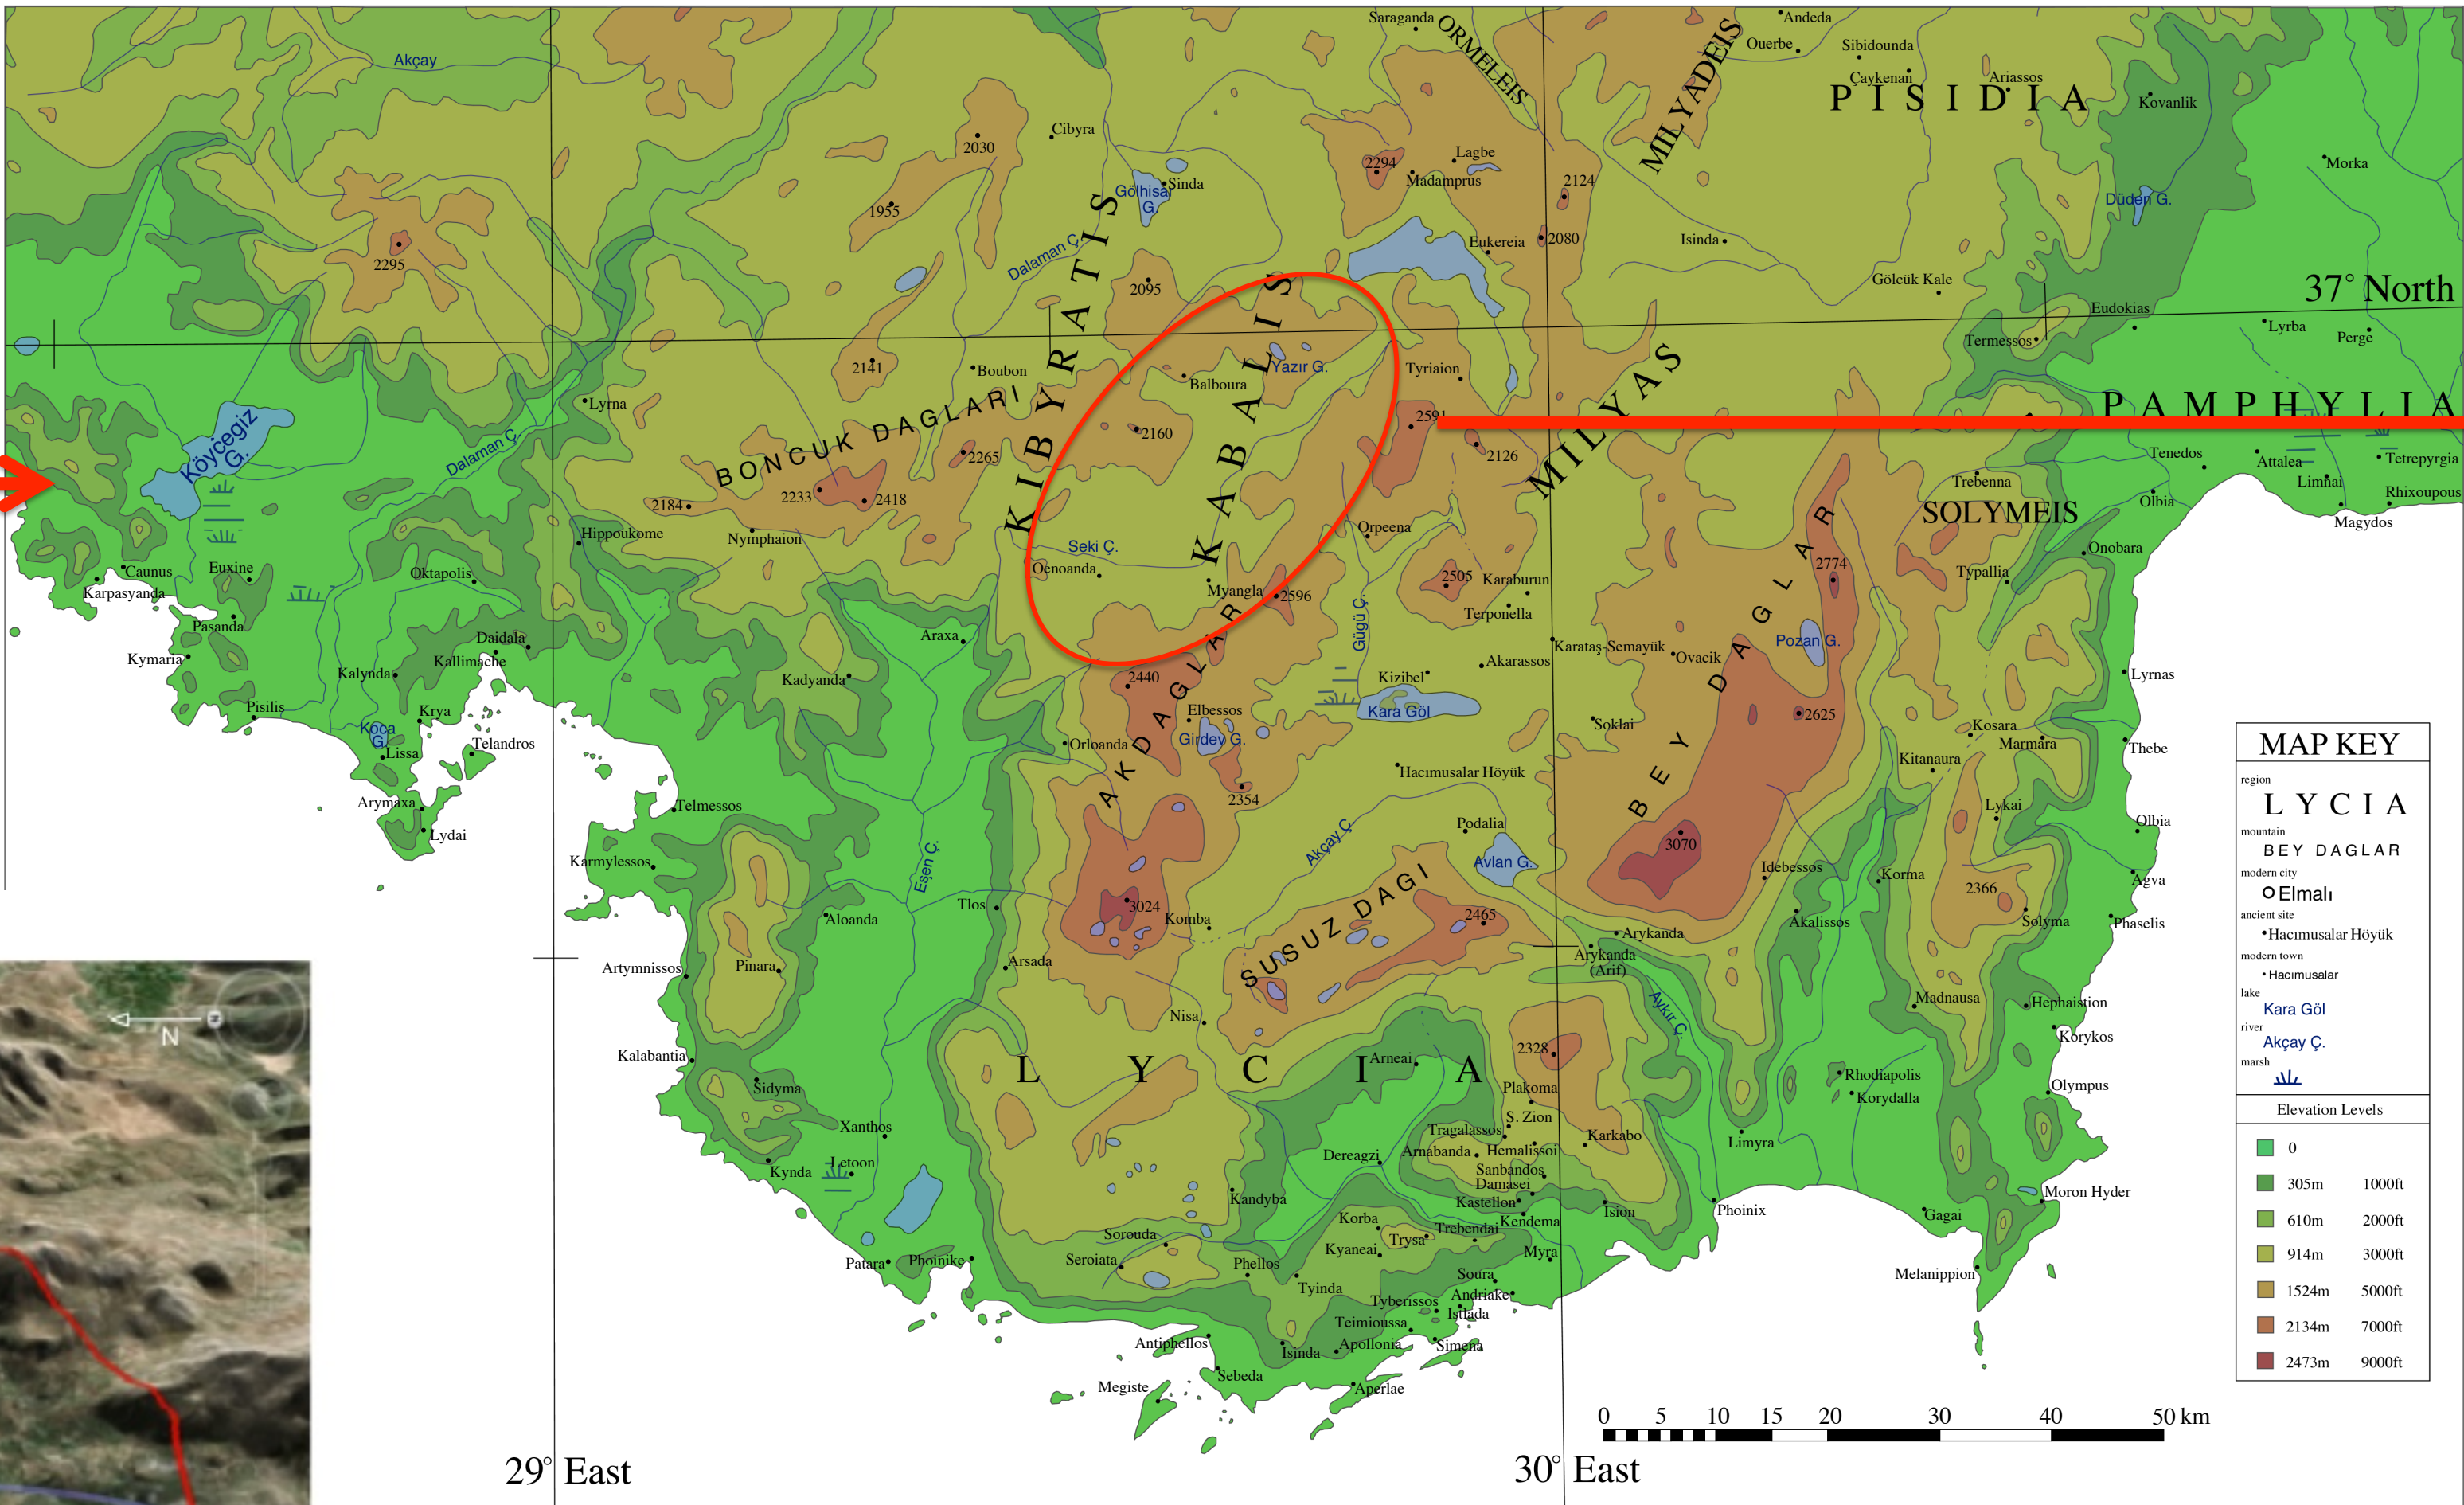 Saraganda
ORMELEIS
MILYADEIS
Andeda
Ouerbe
Sibidounda
Çaykenan
Ariassos
PISIDIA
Kovanlik
Akçay
Cibyra
2030
Lagbe
2294
Madamprus
2124
Morka
Gölhisar
G.
Sinda
Düden G.
1955
KIBYRATIS
Dalaman Ç.
Eukereia
2080
Isinda
2295
2095
KABALIS
Gölcük Kale
37° North
Eudokias
Lyrba
Perge
Termessos
2141
Boubon
Balboura
Yazır G.
Tyriaion
MILYAS
PAMPHYLIA
Lyrna
BONCUK DAGLARI
Köyçegiz
G.
Dalaman Ç.
2160
2591
2126
2265
2233
2418
2184
Tenedos
Attalea
Tetrepyrgia
Trebenna
Limnai
Olbia
Rhixoupous
Magydos
SOLYMEIS
Hippoukome
Nymphaion
Orpeena
Seki Ç.
Oenoanda
Onobara
Caunus
Euxine
Oktapolis
Karpasyanda
Myangla
2596
2505
Karaburun
Terponella
2774
Typallia
Pasanda
Daidala
Araxa
Gügü Ç.
Kymaria
Kallimache
Karataş-Semayük
Ovacik
Pozan G.
Kalynda
Kadyanda
AKDAGLAR
2440
Akarassos
Kizibel
BEY DAGLAR
Lyrnas
Pisilis
Krya
Koca
G.
Lissa
Telandros
Elbessos
Girdev G.
Kara Göl
Orloanda
Soklai
2625
Kosara
Marmara
Thebe
Kitanaura
Hacımusalar Höyük
2354
Arymaxa
Lydai
Telmessos
Lykai
Olbia
Podalia
Akçay Ç.
Karmylessos
Eşen Ç.
Avlan G.
3070
Idebessos
Korma
2366
Agva
Tlos
3024
Komba
SUSUZ DAGI
2465
Aloanda
Akalissos
Solyma
Phaselis
Arykanda
Arykanda
(Arif)
Artymnissos
Pinara
Arsada
Nisa
Aykır Ç.
Madnausa
Hephaistion
Korykos
Kalabantia
LYCIA
Arneai
2328
Sidyma
Plakoma
Rhodiapolis
Korydalla
Olympus
S. Zion
Xanthos
Tragalassos
Karkabo
Limyra
Arnabanda
Hemalissoi
Dereagzi
Letoon
Kynda
Sanbandos
Damasei
Kandyba
Kastellon
Kendema
Ision
Phoinix
Gagai
Moron Hyder
Korba
Trebendai
Sorouda
Trysa
Kyaneai
Myra
Seroiata
Phellos
Patara
Phoinike
Tyinda
Soura
Melanippion
Tyberissos
Andriake
Istlada
Teimioussa
Antiphellos
Isinda
Apollonia
Simena
Sebeda
Megiste
Aperlae
29° East
30° East
0 5 10 15 20 30 40 50 km
MAP KEY
region
LYCIA
mountain
BEY DAGLAR
modern city
Elmalı
ancient site
Hacımusalar Höyük
modern town
Hacımusalar
lake
Kara Göl
river
Akçay Ç.
marsh
Elevation Levels
0
305m 1000ft
610m 2000ft
914m 3000ft
1524m 5000ft
2134m 7000ft
2473m 9000ft
N